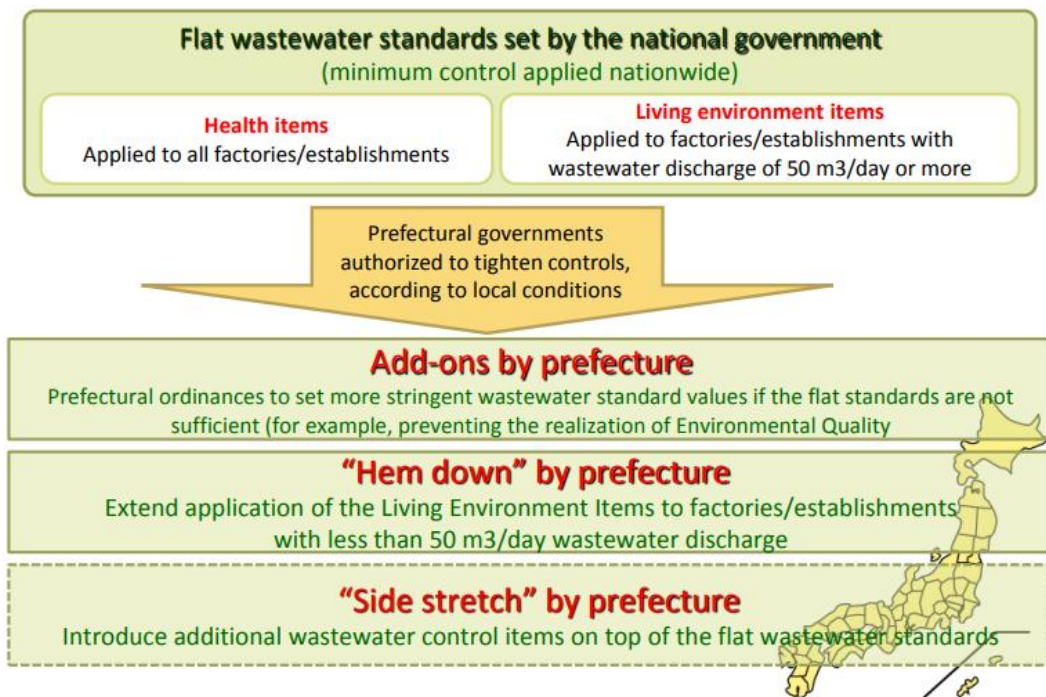 Flat wastewater standards set by the national government
(minimum control applied nationwide)
Health items
Applied to all factories/establishments
Living environment items
Applied to factories/establishments with
wastewater discharge of 50 m3/day or more
Prefectural governments
authorized to tighten controls,
according to local conditions
Add-ons by prefecture
Prefectural ordinances to set more stringent wastewater standard values if the flat standards are not
sufficient (for example, preventing the realization of Environmental Quality
“Hem down” by prefecture
Extend application of the Living Environment Items to factories/establishments
with less than 50 m3/day wastewater discharge
“Side stretch” by prefecture
Introduce additional wastewater control items on top of the flat wastewater standards